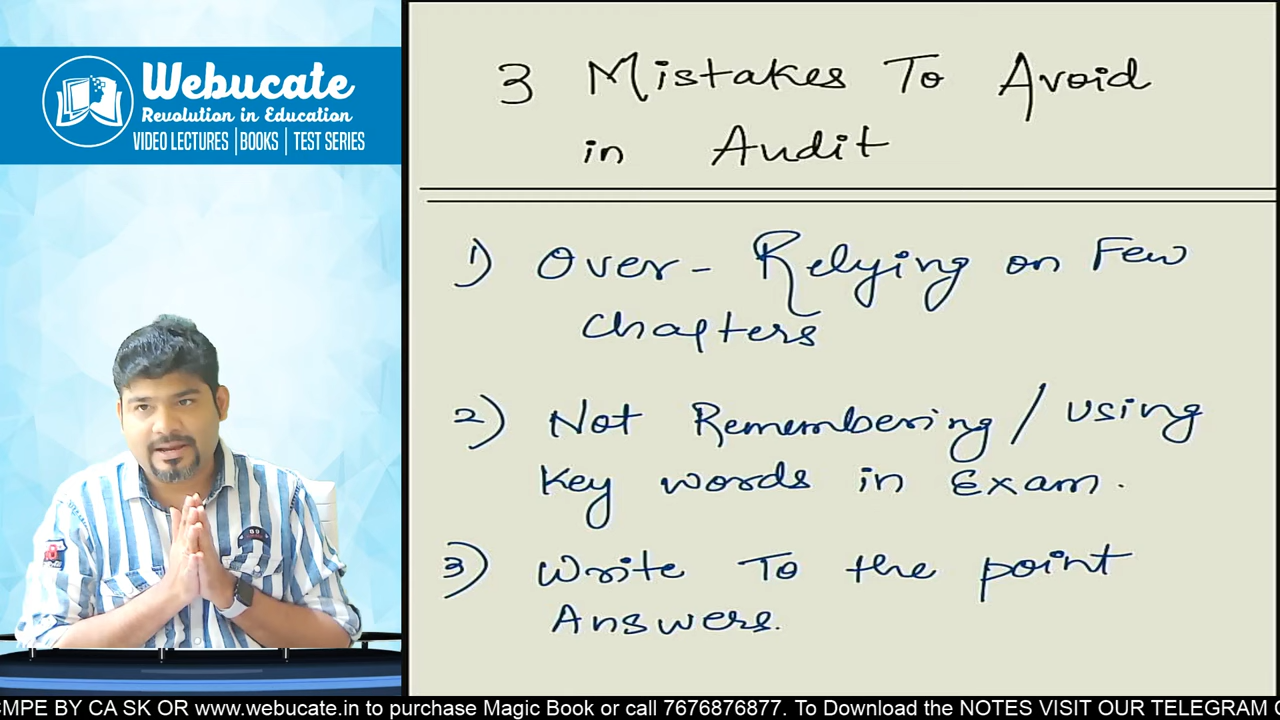 Webucate
Revolution in Education
VIDEO LECTURES | BOOKS | TEST SERIES
3 Mistakes To Avoid
in Audit
1) Over-Relying on Few
Chapters
2) Not Remembering / using
Key words in Exam.
3) Write To the point
Answers.
CMPE BY CA SK OR www.webucate.in to purchase Magic Book or call 7676876877. To Download the NOTES VISIT OUR TELEGRAM